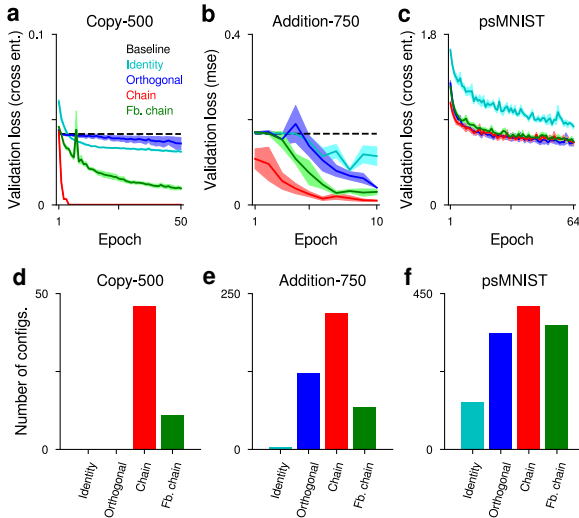 a
Copy-500
0.1
Validation loss (cross ent.)
0
1
50
Epoch
Baseline
Identity
Orthogonal
Chain
Fb. chain
b
Addition-750
0.4
Validation loss (mse)
0
1
10
Epoch
c
psMNIST
1.8
Validation loss (cross ent.)
0
1
64
Epoch
d
Copy-500
50
Number of configs.
0
Identity
Orthogonal
Chain
Fb. chain
e
Addition-750
250
0
Identity
Orthogonal
Chain
Fb. chain
f
psMNIST
450
0
Identity
Orthogonal
Chain
Fb. chain